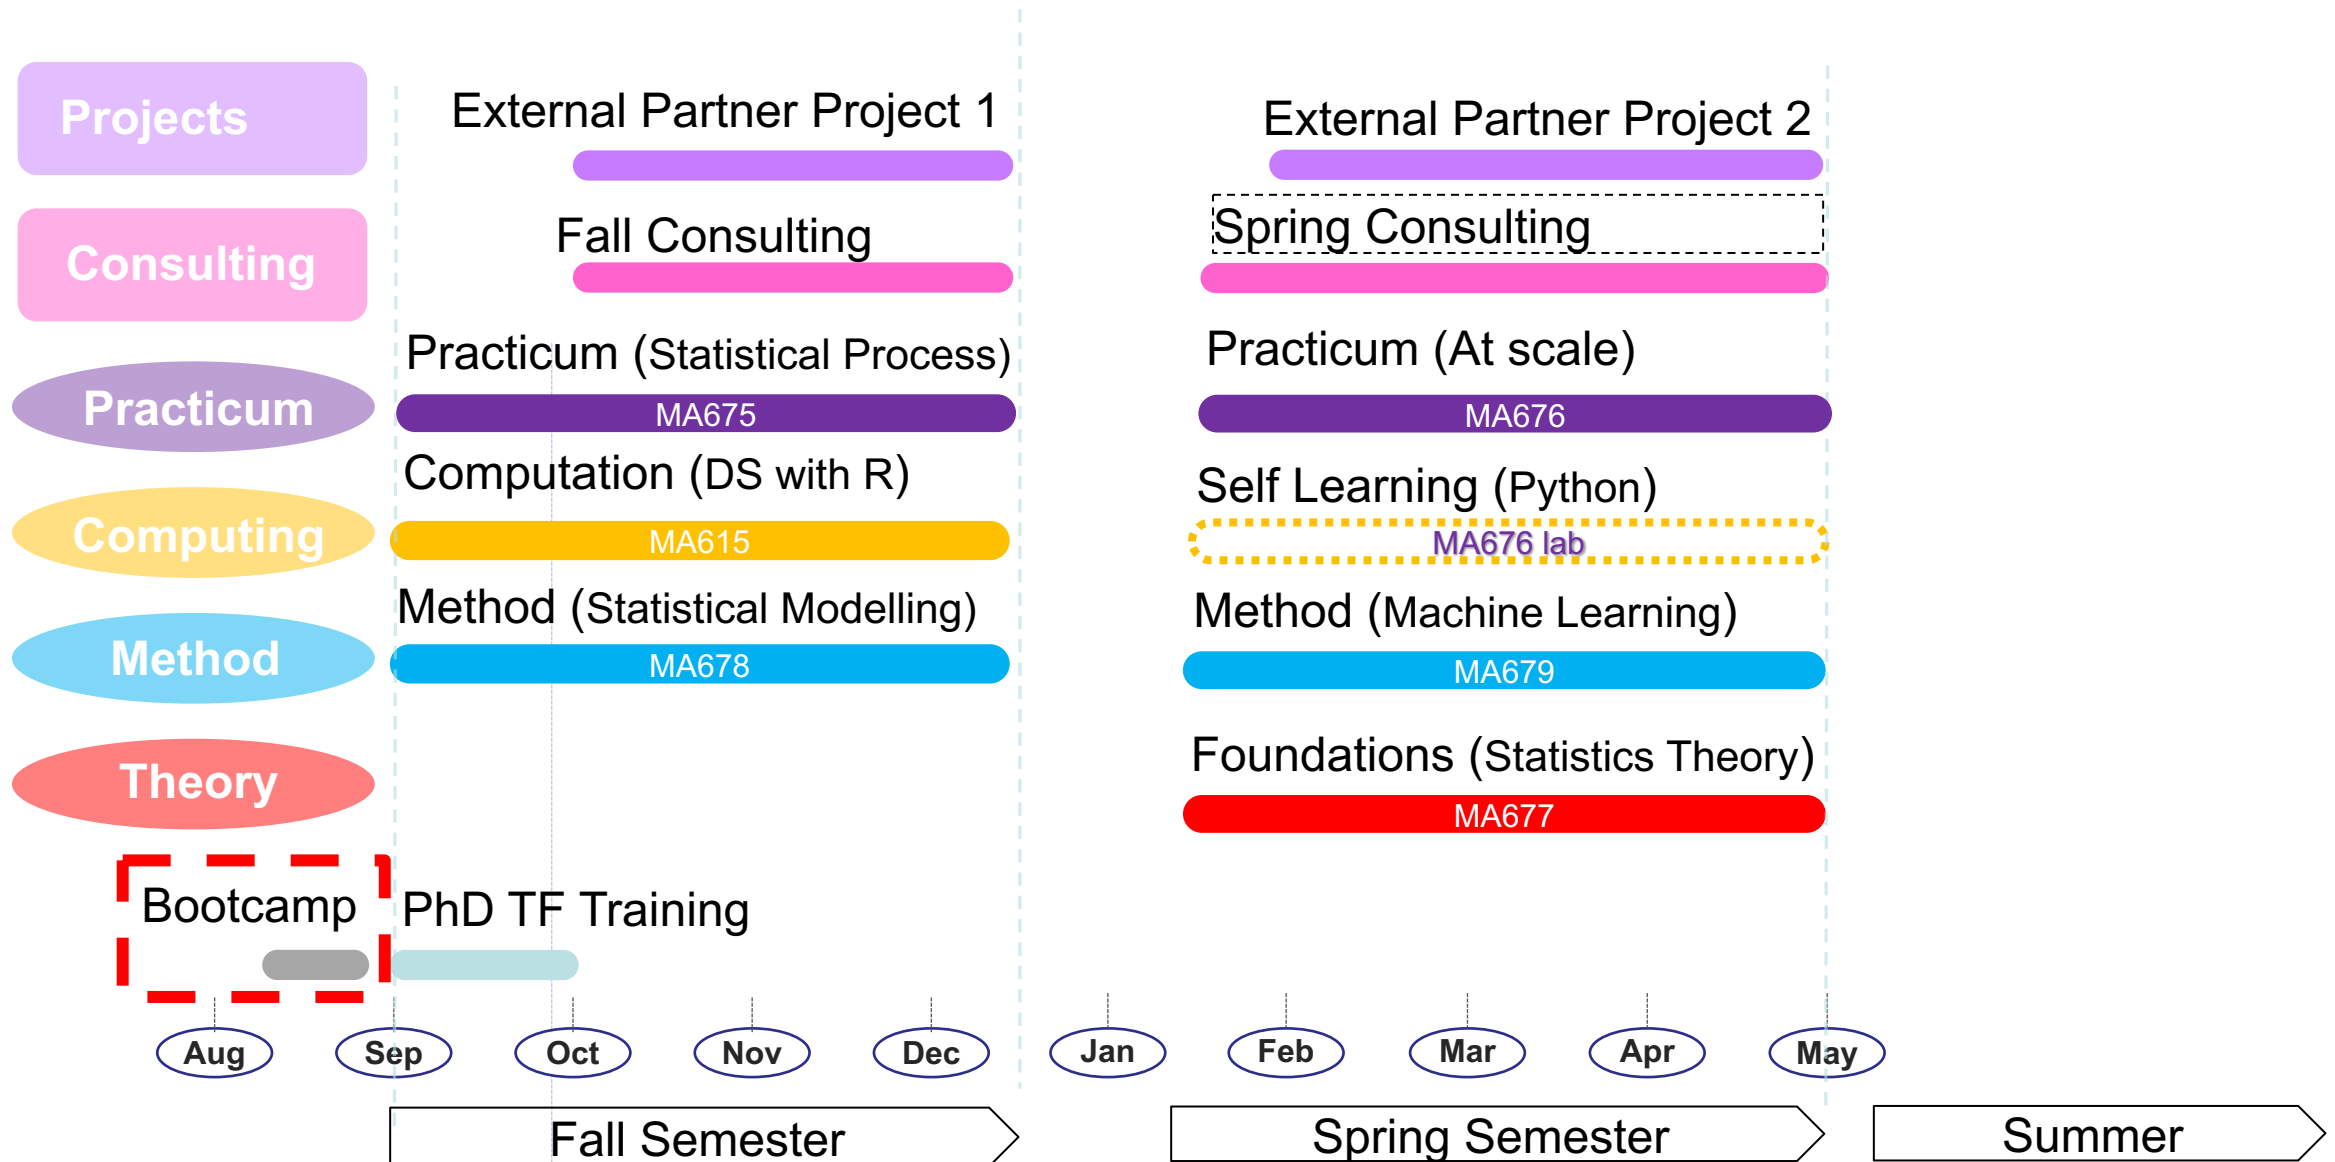 External Partner Project 1
External Partner Project 2
Projects
Fall Consulting
Spring Consulting
Consulting
Practicum (Statistical Process)
Practicum (At scale)
Practicum
MA675
MA676
Computation (DS with R)
Self Learning (Python)
Computing
MA615
MA676 lab
Method (Statistical Modelling)
Method (Machine Learning)
Method
MA678
MA679
Foundations (Statistics Theory)
Theory
MA677
Bootcamp
PhD TF Training
Aug
Sep
Oct
Nov
Dec
Jan
Feb
Mar
Apr
May
Fall Semester
Spring Semester
Summer